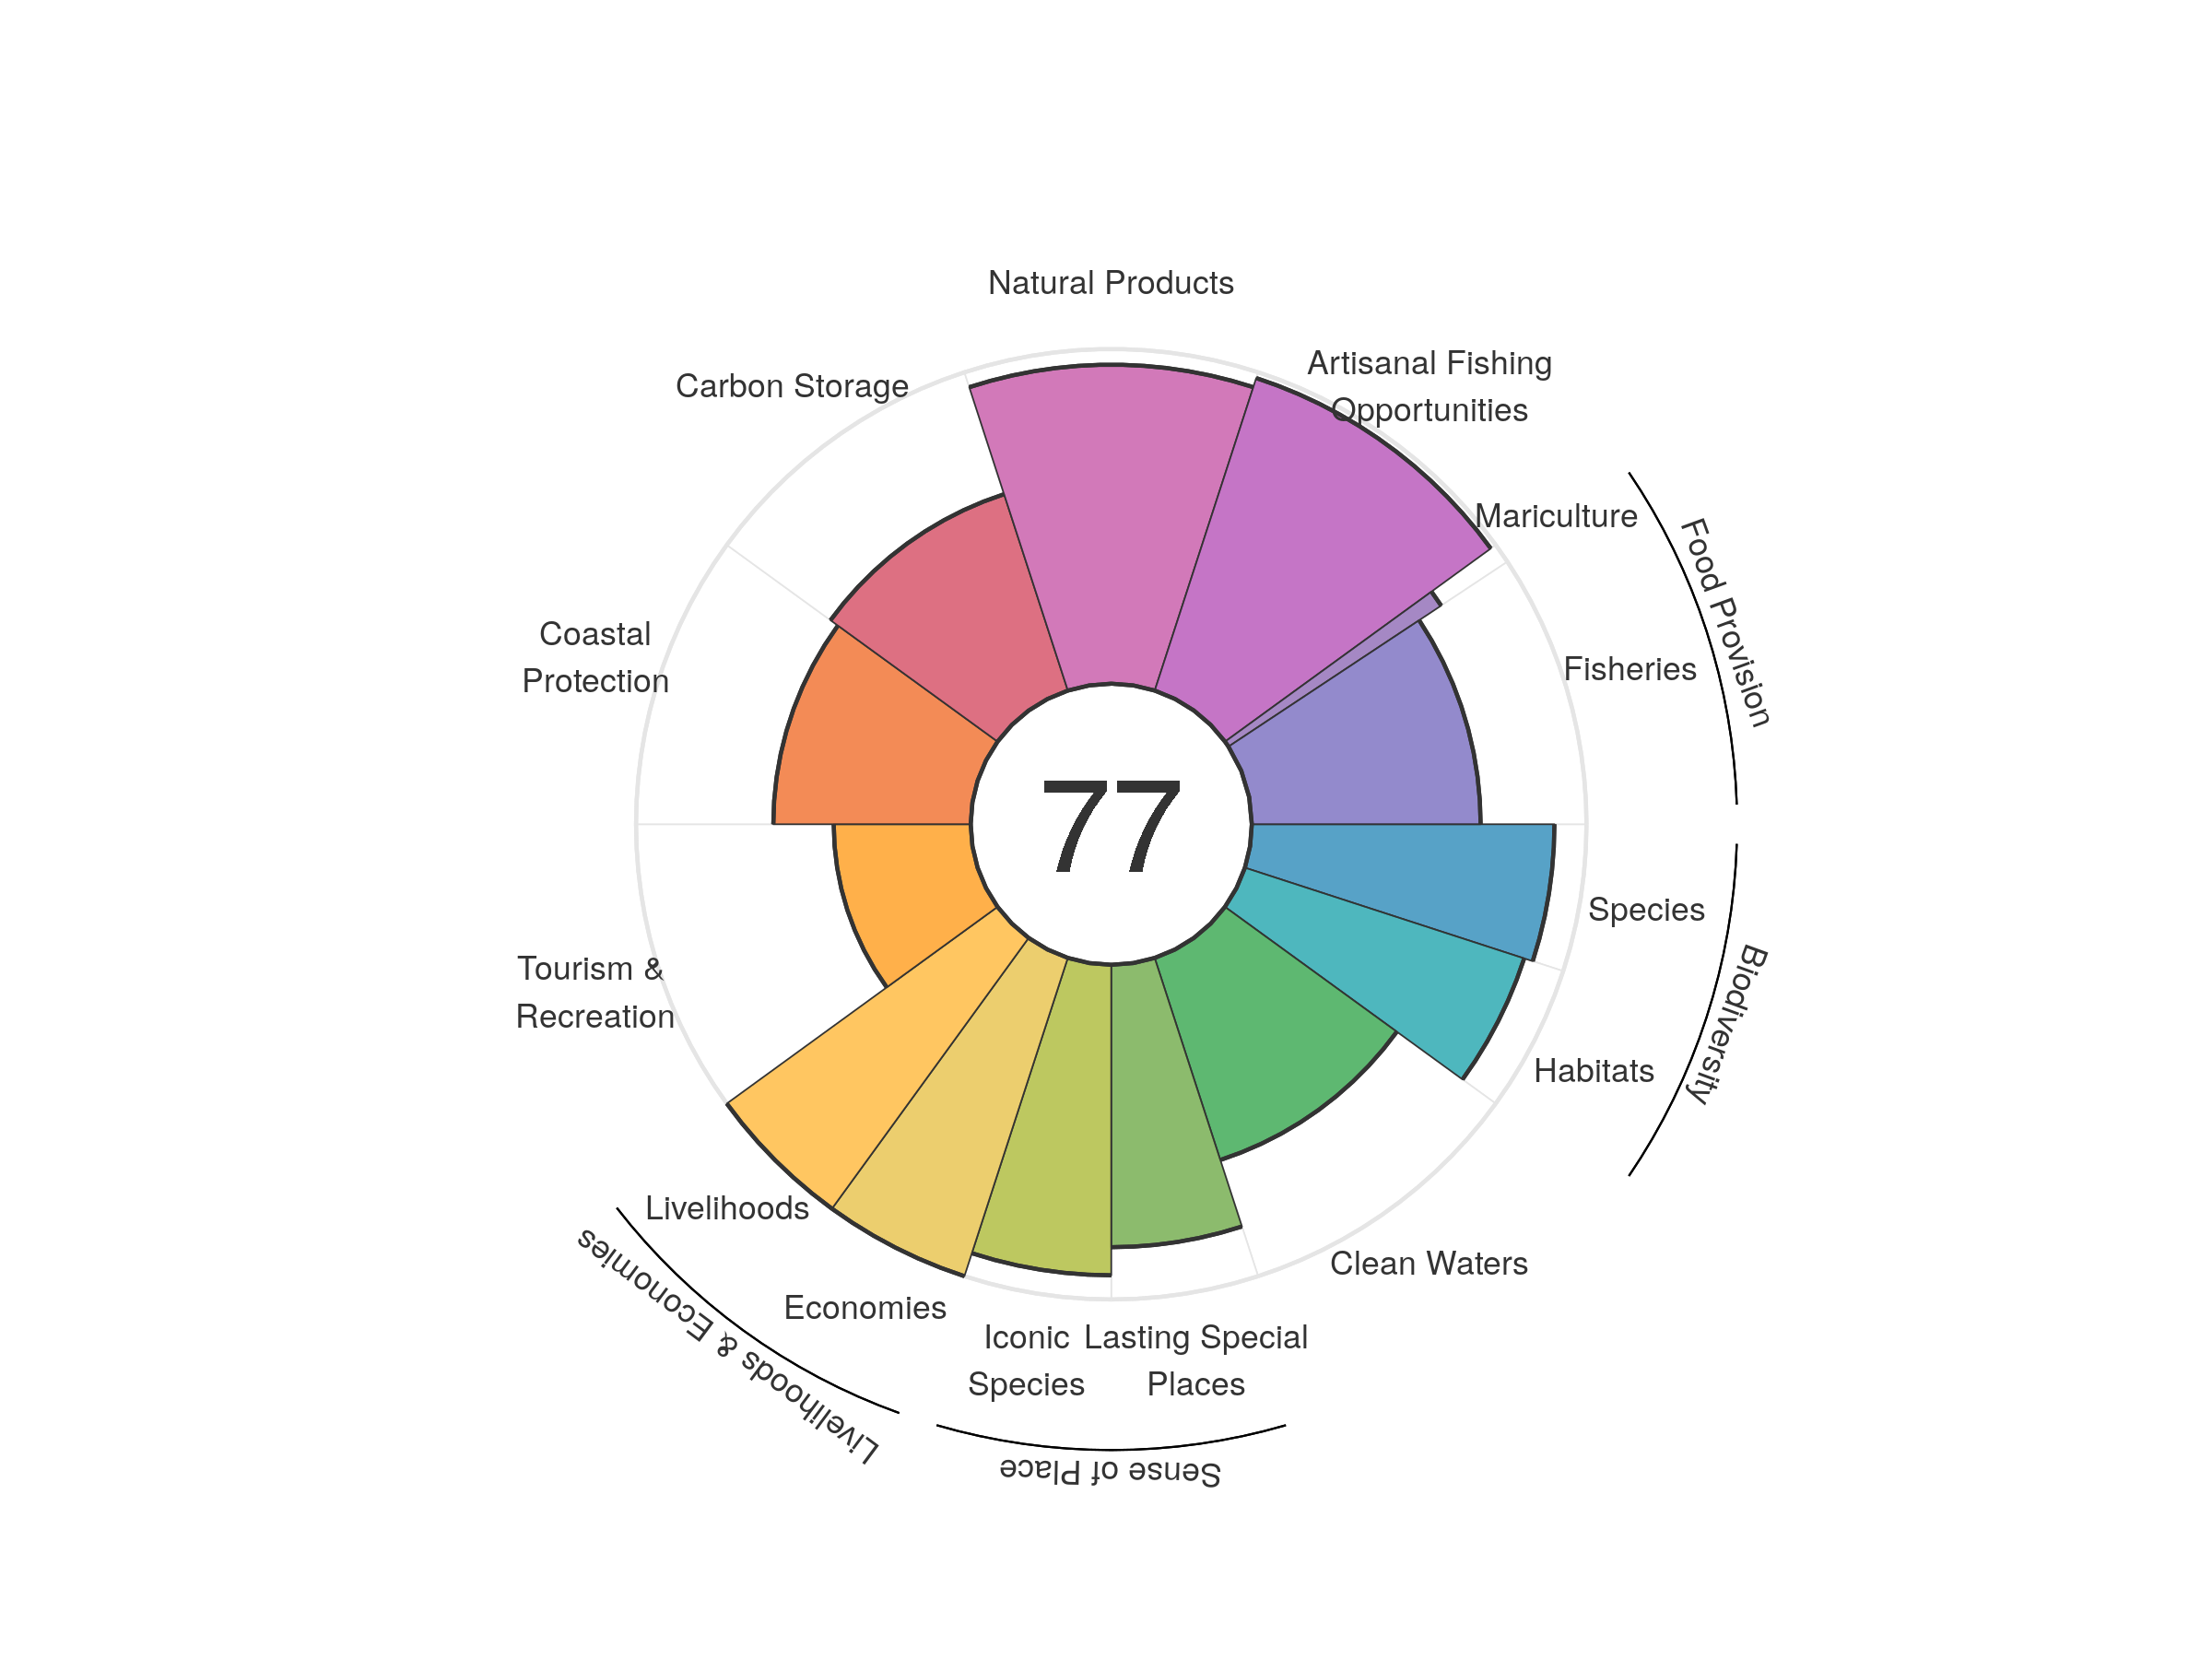 Natural Products
Artisanal Fishing
Opportunities
Carbon Storage
Mariculture
Food Provision
Coastal
Protection
Fisheries
77
Species
Biodiversity
Tourism &
Recreation
Habitats
Livelihoods
Clean Waters
Economies
Livelihoods & Economies
Iconic
Species
Lasting Special
Places
Sense of Place